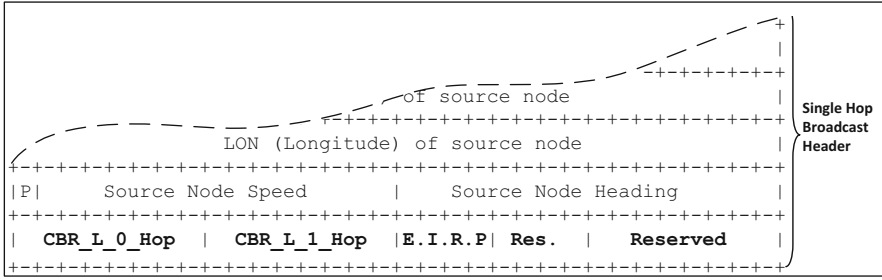 +
|
-+-+-+-+-+-+
of source node |
-+-+-+-+-+-+-+-+-+-+-+-+-+-+-+-+-+-+-+
LON (Longitude) of source node |
+-+-+-+-+-+-+-+-+-+-+-+-+-+-+-+-+-+-+-+-+-+-+-+-+-+-+-+-+-+-+-+-+
|P| Source Node Speed | Source Node Heading |
+-+-+-+-+-+-+-+-+-+-+-+-+-+-+-+-+-+-+-+-+-+-+-+-+-+-+-+-+-+-+-+-+
| CBR_L_0_Hop | CBR_L_1_Hop |E.I.R.P| Res. | Reserved |
+-+-+-+-+-+-+-+-+-+-+-+-+-+-+-+-+-+-+-+-+-+-+-+-+-+-+-+-+-+-+-+-+
Single Hop
Broadcast
Header